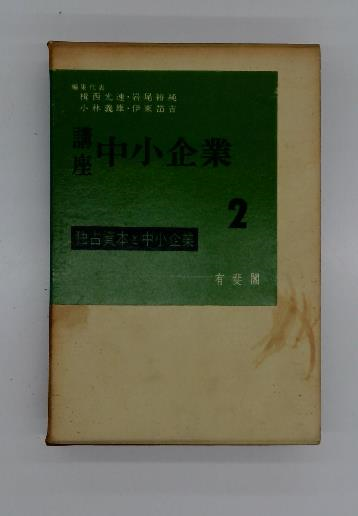 編集代表
楫西光速・岩尾裕純
小林義雄・伊東岱吉
講座 中小企業
2
独占資本と中小企業
有斐閣